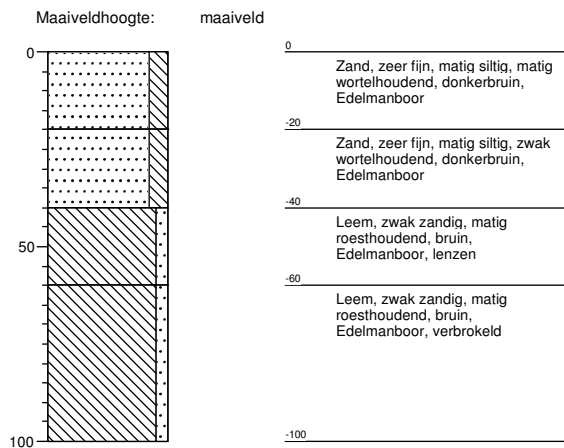 Maaiveldhoogte: maaiveld
0
0
Zand, zeer fijn, matig siltig, matig
wortelhoudend, donkerbruin,
Edelmanboor
-20
Zand, zeer fijn, matig siltig, zwak
wortelhoudend, donkerbruin,
Edelmanboor
-40
Leem, zwak zandig, matig
roesthoudend, bruin,
Edelmanboor, lenzen
50
-60
Leem, zwak zandig, matig
roesthoudend, bruin,
Edelmanboor, verbrokeld
100
-100